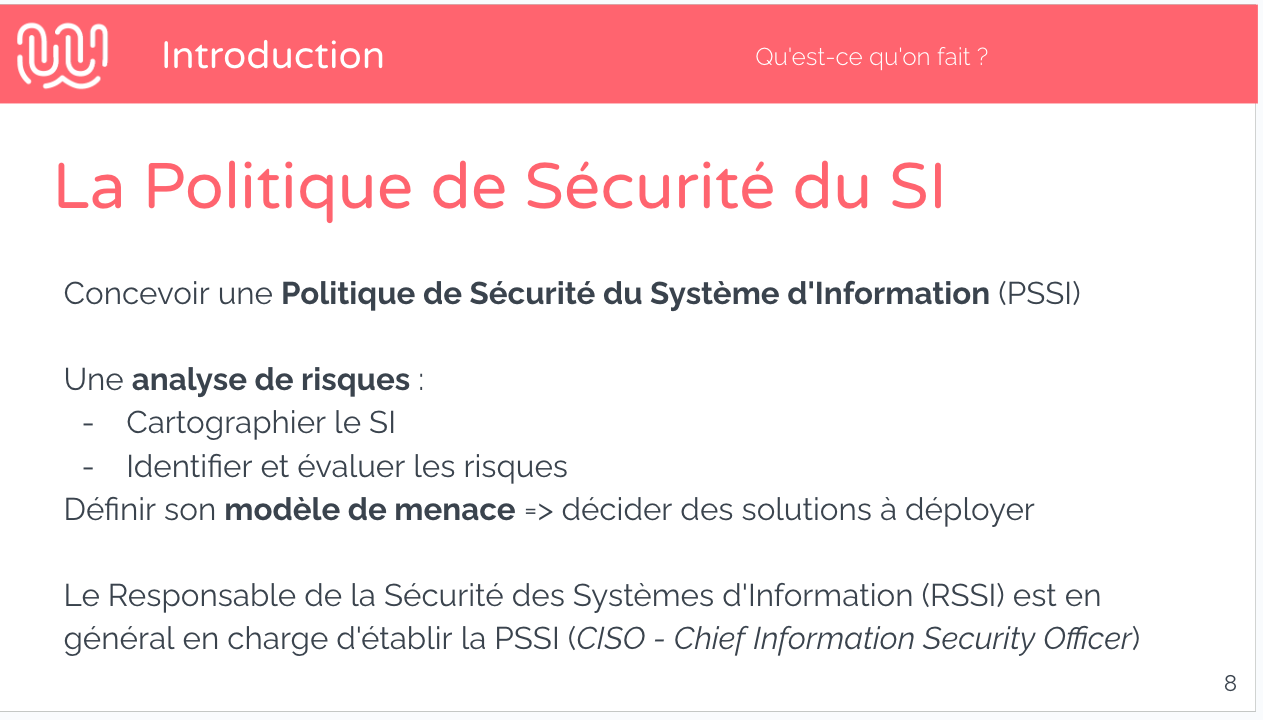 Introduction
Qu'est-ce qu'on fait ?
La Politique de Sécurité du SI
Concevoir une Politique de Sécurité du Système d'Information (PSSI)
Une analyse de risques :
- Cartographier le SI
- Identifier et évaluer les risques
Définir son modèle de menace => décider des solutions à déployer
Le Responsable de la Sécurité des Systèmes d'Information (RSSI) est en
général en charge d'établir la PSSI (CISO - Chief Information Security Officer)
8